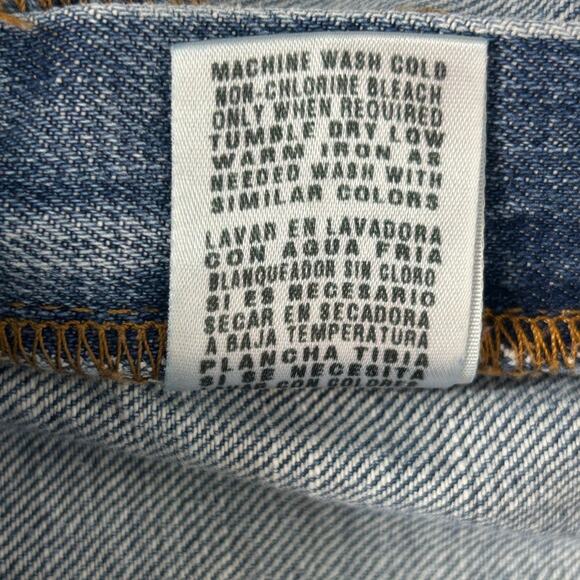 MACHINE WASH COLD
NON-CHLORINE BLEACH
ONLY WHEN REQUIRED
TUMBLE DRY LOW
WARM IRON AS
NEEDED WASH WITH
SIMILAR COLORS
LAVAR EN LAVADORA
CON AGUA FRIA
BLANQUEADOR SIN CLORO
SI ES NECESARIO
SECAR EN SECADORA
A BAJA TEMPERATURA
PLANCHA TIBIA
SI SE NECESITA
CON COLORES